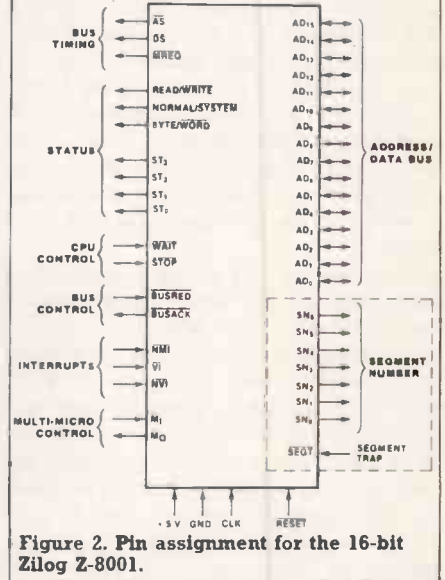 BUS
TIMING
AS
DS
MREQ
STATUS
READ/WRITE
NORMAL/SYSTEM
BYTE/WORD
ST3
ST2
ST1
ST0
CPU
CONTROL
WAIT
STOP
BUS
CONTROL
BUSREQ
BUSACK
INTERRUPTS
NMI
VI
NVI
MULTI-MICRO
CONTROL
MI
MO
AD15
AD14
AD13
AD12
AD11
AD10
AD9
AD8
AD7
AD6
AD5
AD4
AD3
AD2
AD1
AD0
ADDRESS/
DATA BUS
SN6
SN5
SN4
SN3
SN2
SN1
SN0
SEGMENT
NUMBER
SEGT
SEGMENT
TRAP
+5V GND CLK RESET
Figure 2. Pin assignment for the 16-bit
Zilog Z-8001.